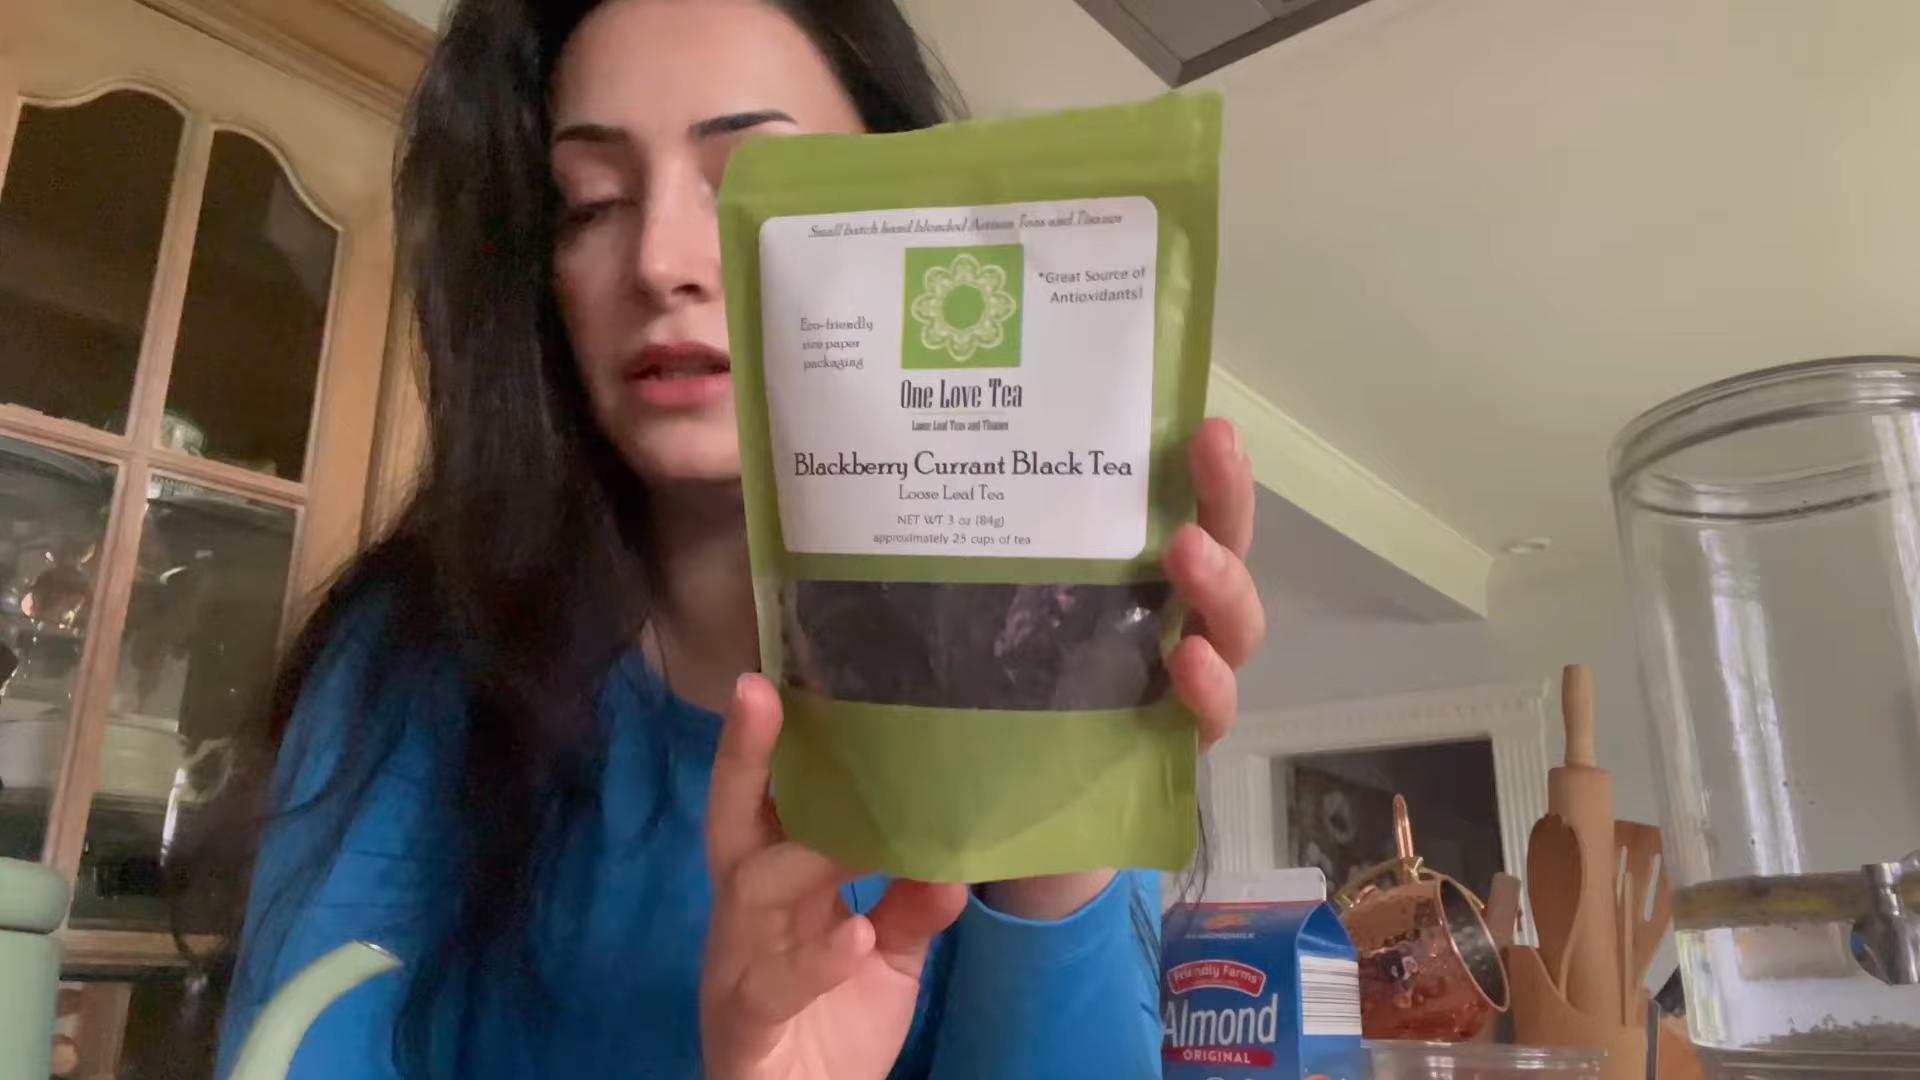 Small batch hand blended Artisan Teas and Tisanes
*Great Source of
Antioxidants!
Eco-friendly
rice paper
packaging
One Love Tea
Loose Leaf Teas and Tisanes
Blackberry Currant Black Tea
Loose Leaf Tea
NET WT 3 oz (84g)
approximately 25 cups of tea
ALMONDMILK
Friendly Farms
Almond
ORIGINAL